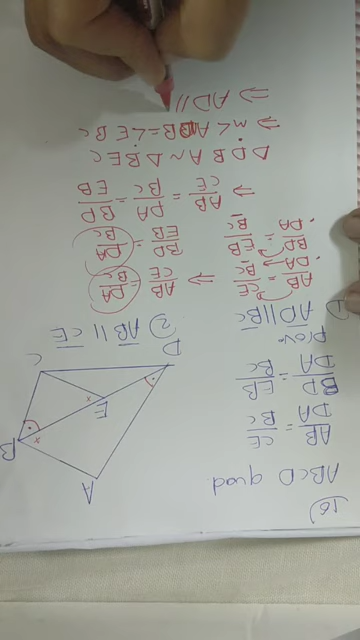 16)
ABCD quad.
AB/DA = CE/BC
BD/DA = EB/BC
Prove
1) AD // BC 2) AB // CE
AB/DA = CE/BC ⇒ AB/CE = DA/BC
BD/DA = EB/BC BD/EB = DA/BC
⇒ AB/CE = DA/BC = BD/EB
Δ DBA ~ Δ BEC
⇒ m< ADB = < EBC
⇒ AD //
A
B
x
E
x
C
D